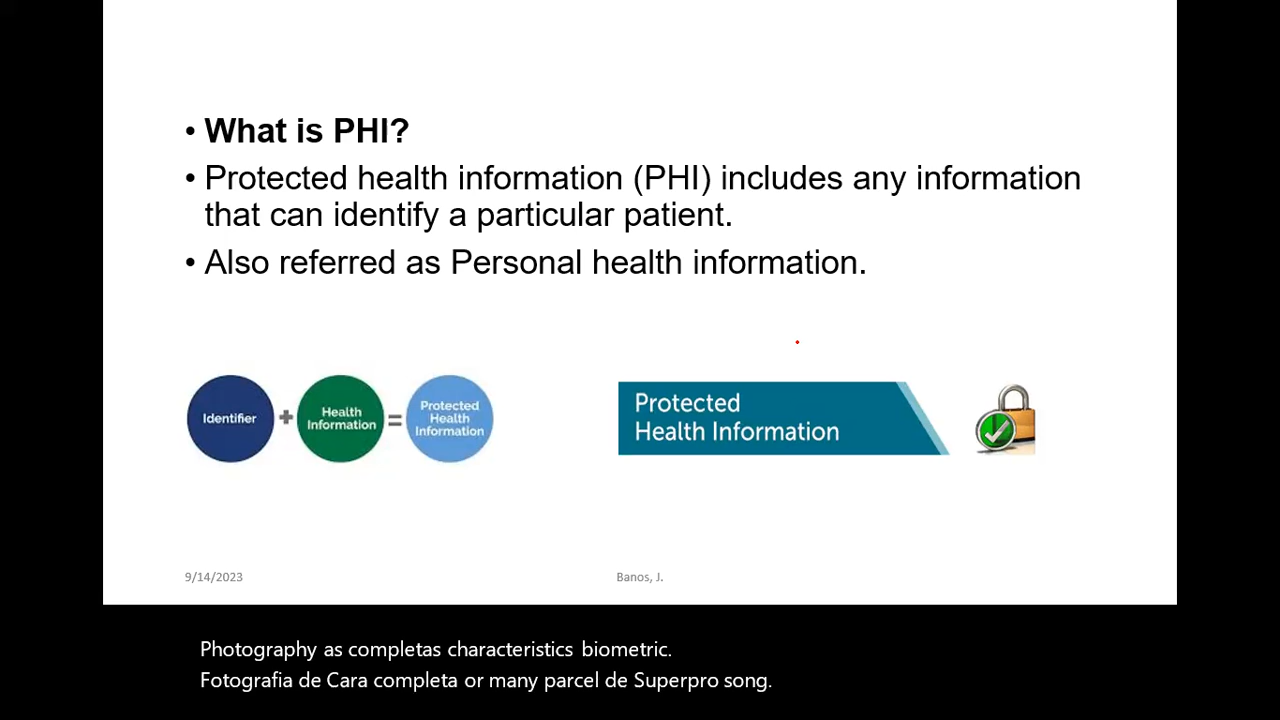 • What is PHI?
• Protected health information (PHI) includes any information
that can identify a particular patient.
• Also referred as Personal health information.
Identifier + Health Information = Protected Health Information
Protected
Health Information
9/14/2023
Banos, J.
Photography as completas characteristics biometric.
Fotografia de Cara completa or many parcel de Superpro song.